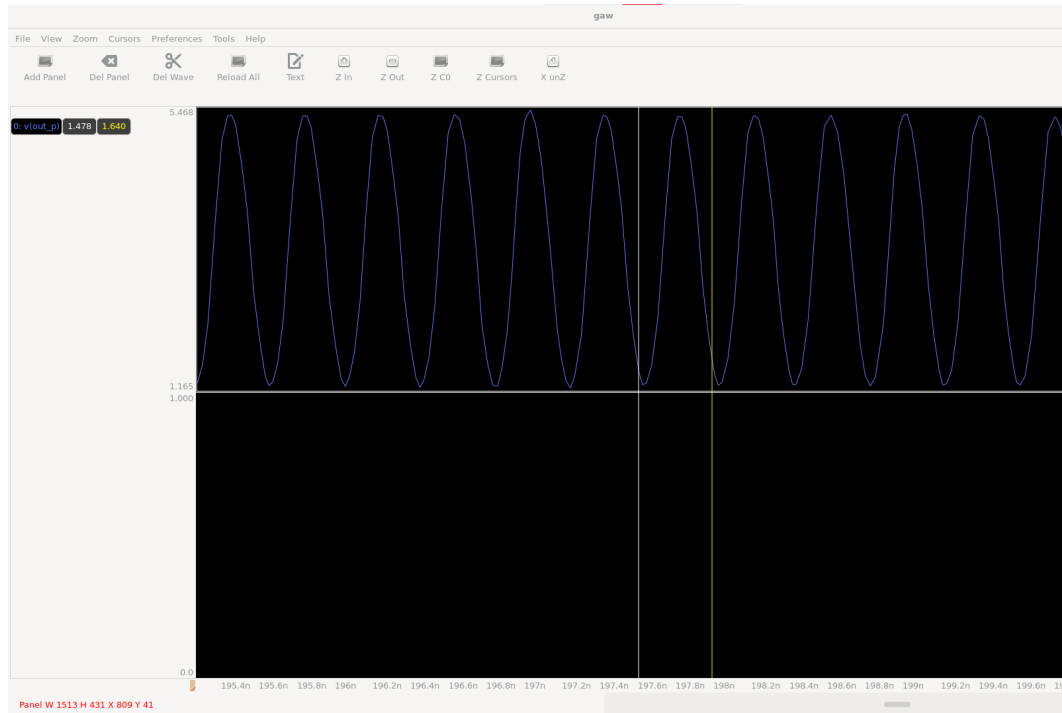 gaw
File View Zoom Cursors Preferences Tools Help
Add Panel Del Panel Del Wave Reload All Text Z In Z Out Z C0 Z Cursors X unZ
0: v(out_p) 1.478 1.640
5.468
1.165
1.000
0.0
195.4n 195.6n 195.8n 196n 196.2n 196.4n 196.6n 196.8n 197n 197.2n 197.4n 197.6n 197.8n 198n 198.2n 198.4n 198.6n 198.8n 199n 199.2n 199.4n 199.6n
Panel W 1513 H 431 X 809 Y 41